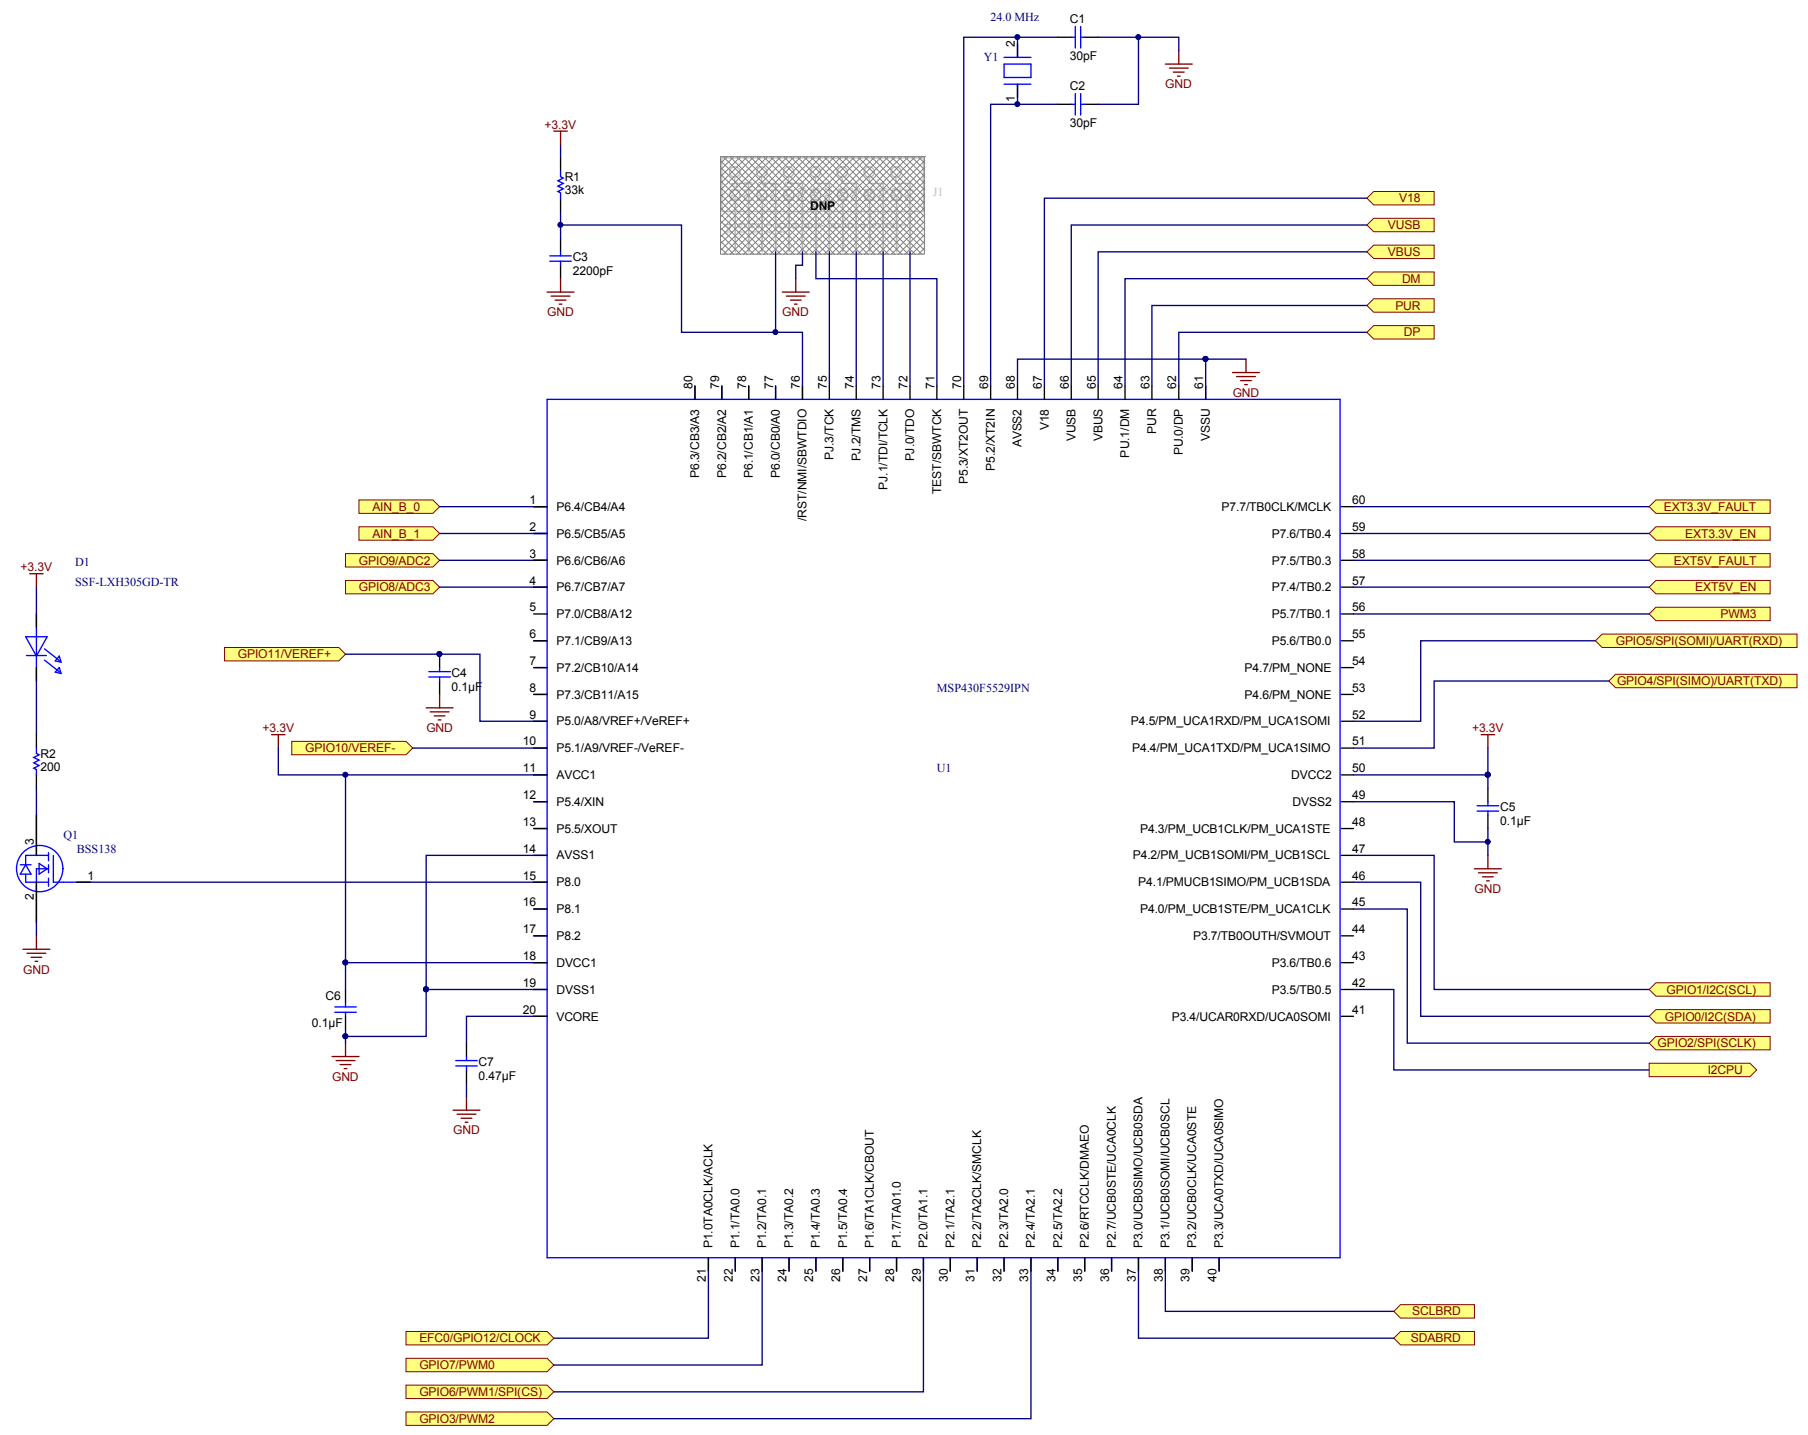 24.0 MHz
C1
30pF
2
Y1
1
C2
30pF
GND
+3.3V
R1
33k
C3
2200pF
GND
DNP
J1
GND
V18
VUSB
VBUS
DM
PUR
DP
GND
80
79
78
77
76
75
74
73
72
71
70
69
68
67
66
65
64
63
62
61
P6.3/CB3/A3
P6.2/CB2/A2
P6.1/CB1/A1
P6.0/CB0/A0
/RST/NMI/SBWTDIO
PJ.3/TCK
PJ.2/TMS
PJ.1/TDI/TCLK
PJ.0/TDO
TEST/SBWTCK
P5.3/XT2OUT
P5.2/XT2IN
AVSS2
V18
VUSB
VBUS
PU.1/DM
PUR
PU.0/DP
VSSU
AIN_B_0
1
P6.4/CB4/A4
AIN_B_1
2
P6.5/CB5/A5
GPIO9/ADC2
3
P6.6/CB6/A6
GPIO8/ADC3
4
P6.7/CB7/A7
5
P7.0/CB8/A12
6
P7.1/CB9/A13
GPIO11/VEREF+
7
P7.2/CB10/A14
C4
0.1µF
GND
8
P7.3/CB11/A15
9
P5.0/A8/VREF+/VeREF+
+3.3V
GPIO10/VEREF-
10
P5.1/A9/VREF-/VeREF-
11
AVCC1
12
P5.4/XIN
13
P5.5/XOUT
14
AVSS1
15
P8.0
16
P8.1
17
P8.2
18
DVCC1
19
DVSS1
20
VCORE
C6
0.1µF
GND
C7
0.47µF
GND
+3.3V
D1
SSF-LXH305GD-TR
R2
200
Q1
BSS138
3
1
2
GND
MSP430F5529IPN
U1
P7.7/TB0CLK/MCLK
60
EXT3.3V_FAULT
P7.6/TB0.4
59
EXT3.3V_EN
P7.5/TB0.3
58
EXT5V_FAULT
P7.4/TB0.2
57
EXT5V_EN
P5.7/TB0.1
56
PWM3
P5.6/TB0.0
55
GPIO5/SPI(SOMI)/UART(RXD)
P4.7/PM_NONE
54
GPIO4/SPI(SIMO)/UART(TXD)
P4.6/PM_NONE
53
P4.5/PM_UCA1RXD/PM_UCA1SOMI
52
P4.4/PM_UCA1TXD/PM_UCA1SIMO
51
+3.3V
DVCC2
50
DVSS2
49
C5
0.1µF
GND
P4.3/PM_UCB1CLK/PM_UCA1STE
48
P4.2/PM_UCB1SOMI/PM_UCB1SCL
47
P4.1/PMUCB1SIMO/PM_UCB1SDA
46
P4.0/PM_UCB1STE/PM_UCA1CLK
45
P3.7/TB0OUTH/SVMOUT
44
P3.6/TB0.6
43
P3.5/TB0.5
42
P3.4/UCAR0RXD/UCA0SOMI
41
GPIO1/I2C(SCL)
GPIO0/I2C(SDA)
GPIO2/SPI(SCLK)
I2CPU
P1.0TA0CLK/ACLK
P1.1/TA0.0
P1.2/TA0.1
P1.3/TA0.2
P1.4/TA0.3
P1.5/TA0.4
P1.6/TA1CLK/CBOUT
P1.7/TA01.0
P2.0/TA1.1
P2.1/TA2.1
P2.2/TA2CLK/SMCLK
P2.3/TA2.0
P2.4/TA2.1
P2.5/TA2.2
P2.6/RTCCLK/DMAEO
P2.7/UCB0STE/UCA0CLK
P3.0/UCB0SIMO/UCB0SDA
P3.1/UCB0SOMI/UCB0SCL
P3.2/UCB0CLK/UCA0STE
P3.3/UCA0TXD/UCA0SIMO
21
22
23
24
25
26
27
28
29
30
31
32
33
34
35
36
37
38
39
40
SCLBRD
SDABRD
EFC0/GPIO12/CLOCK
GPIO7/PWM0
GPIO6/PWM1/SPI(CS)
GPIO3/PWM2